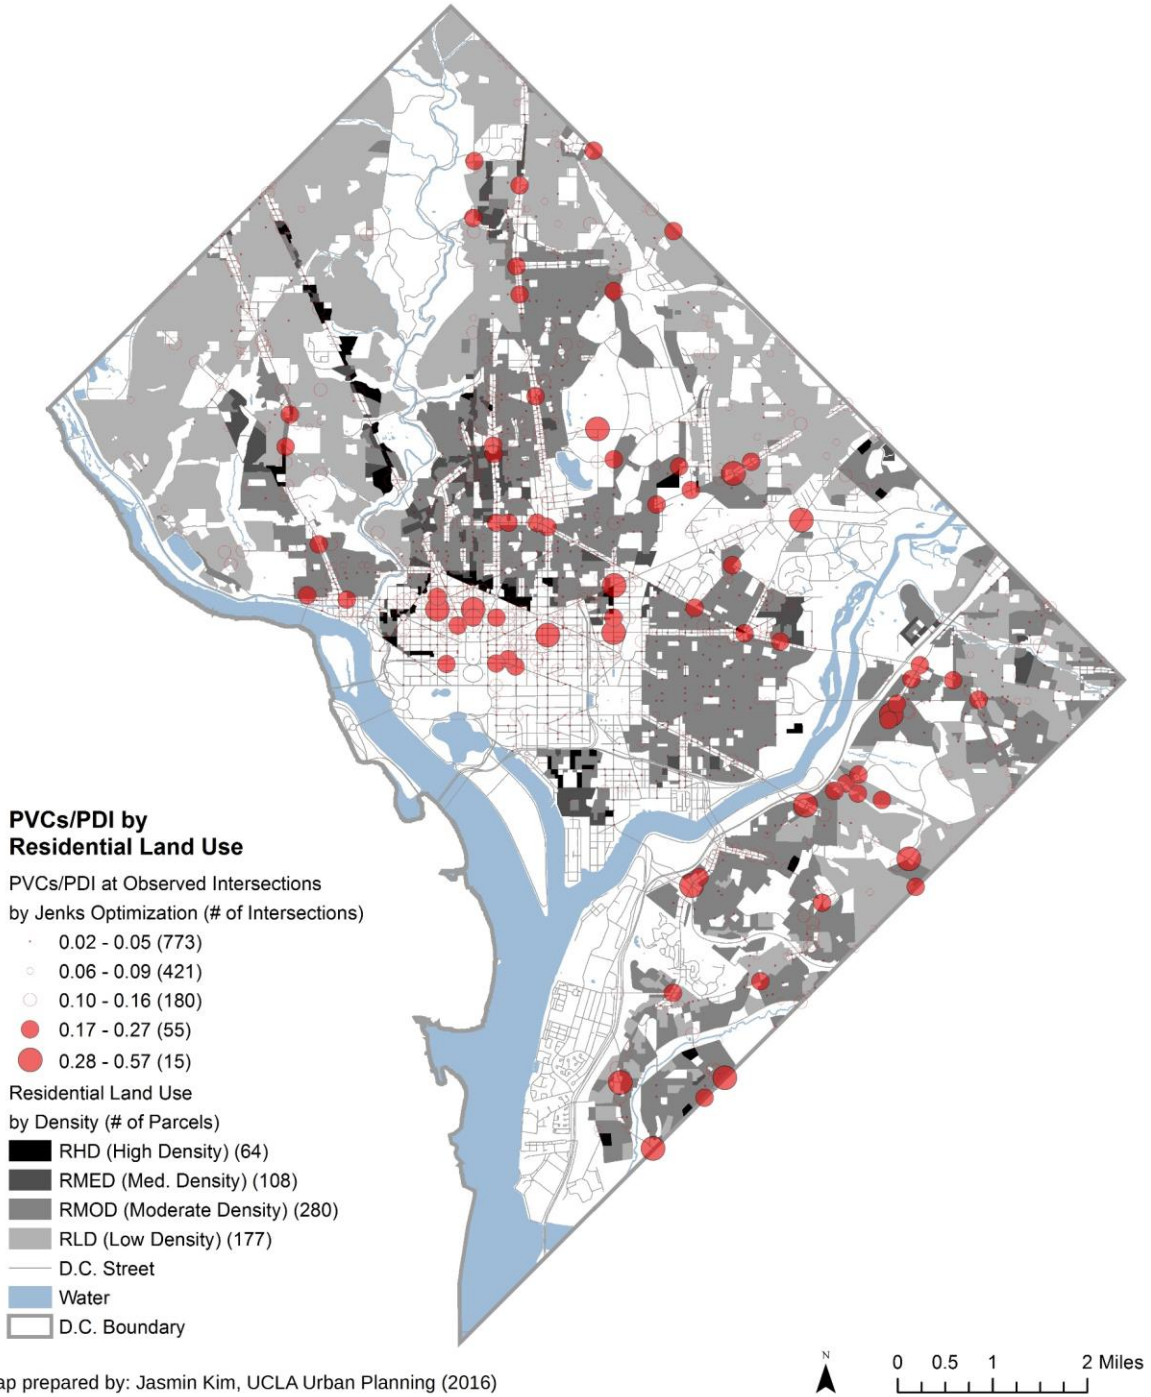 PVCs/PDI by
Residential Land Use
PVCs/PDI at Observed Intersections
by Jenks Optimization (# of Intersections)
0.02 - 0.05 (773)
0.06 - 0.09 (421)
0.10 - 0.16 (180)
0.17 - 0.27 (55)
0.28 - 0.57 (15)
Residential Land Use
by Density (# of Parcels)
RHD (High Density) (64)
RMED (Med. Density) (108)
RMOD (Moderate Density) (280)
RLD (Low Density) (177)
D.C. Street
Water
D.C. Boundary
ap prepared by: Jasmin Kim, UCLA Urban Planning (2016)
N
0 0.5 1 2 Miles